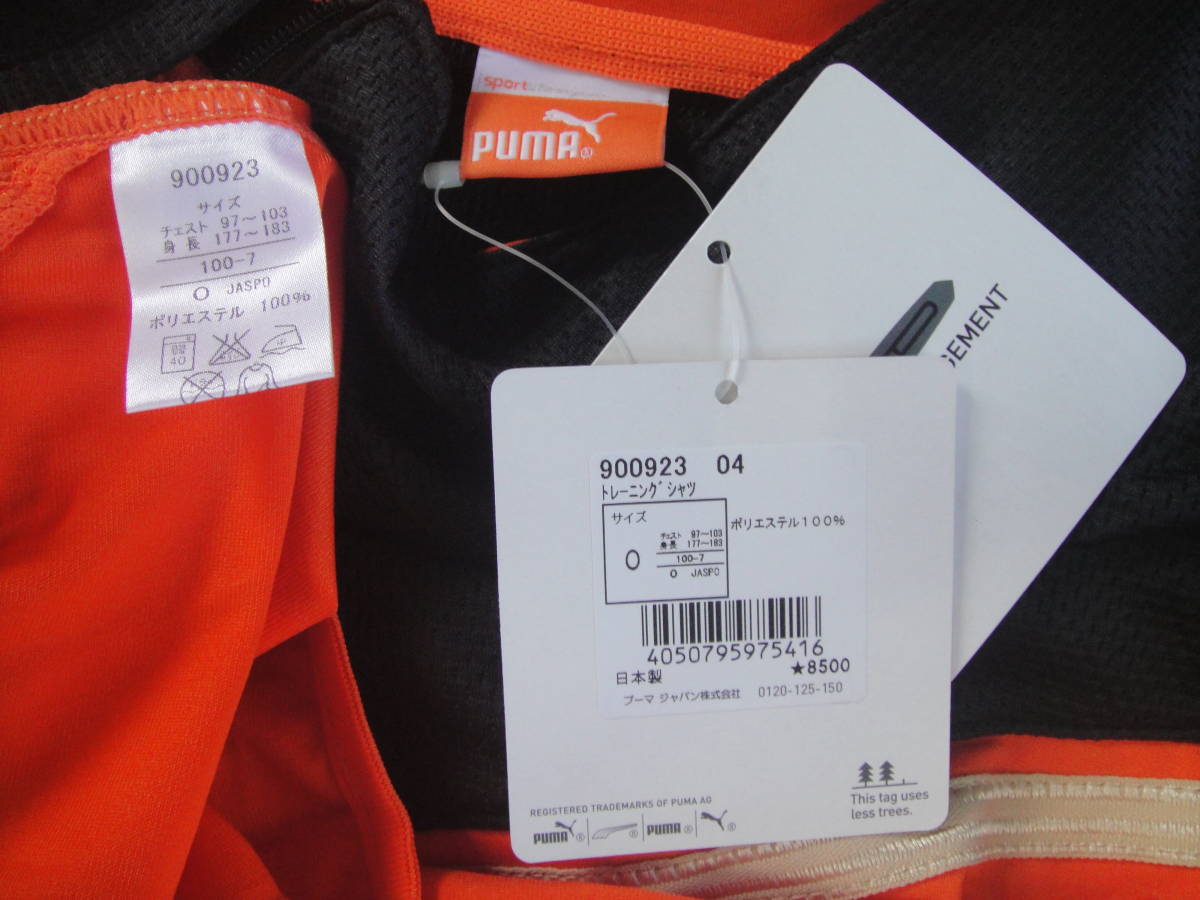 900923
サイズ
チェスト 97～103
身長 177～183
100-7
O JASPO
ポリエステル 100%
40
中
sport
PUMA®
GEMENT
900923 04
ﾄﾚｰﾆﾝｸﾞｼｬﾂ
サイズ
ポリエステル100%
O
チェスト 97～103
身長 177～183
100-7
O JASPO
4050795975416
日本製
★8500
プーマ ジャパン株式会社 0120-125-150
This tag uses
less trees.
REGISTERED TRADEMARKS OF PUMA AG
PUMA® ® PUMA® ®